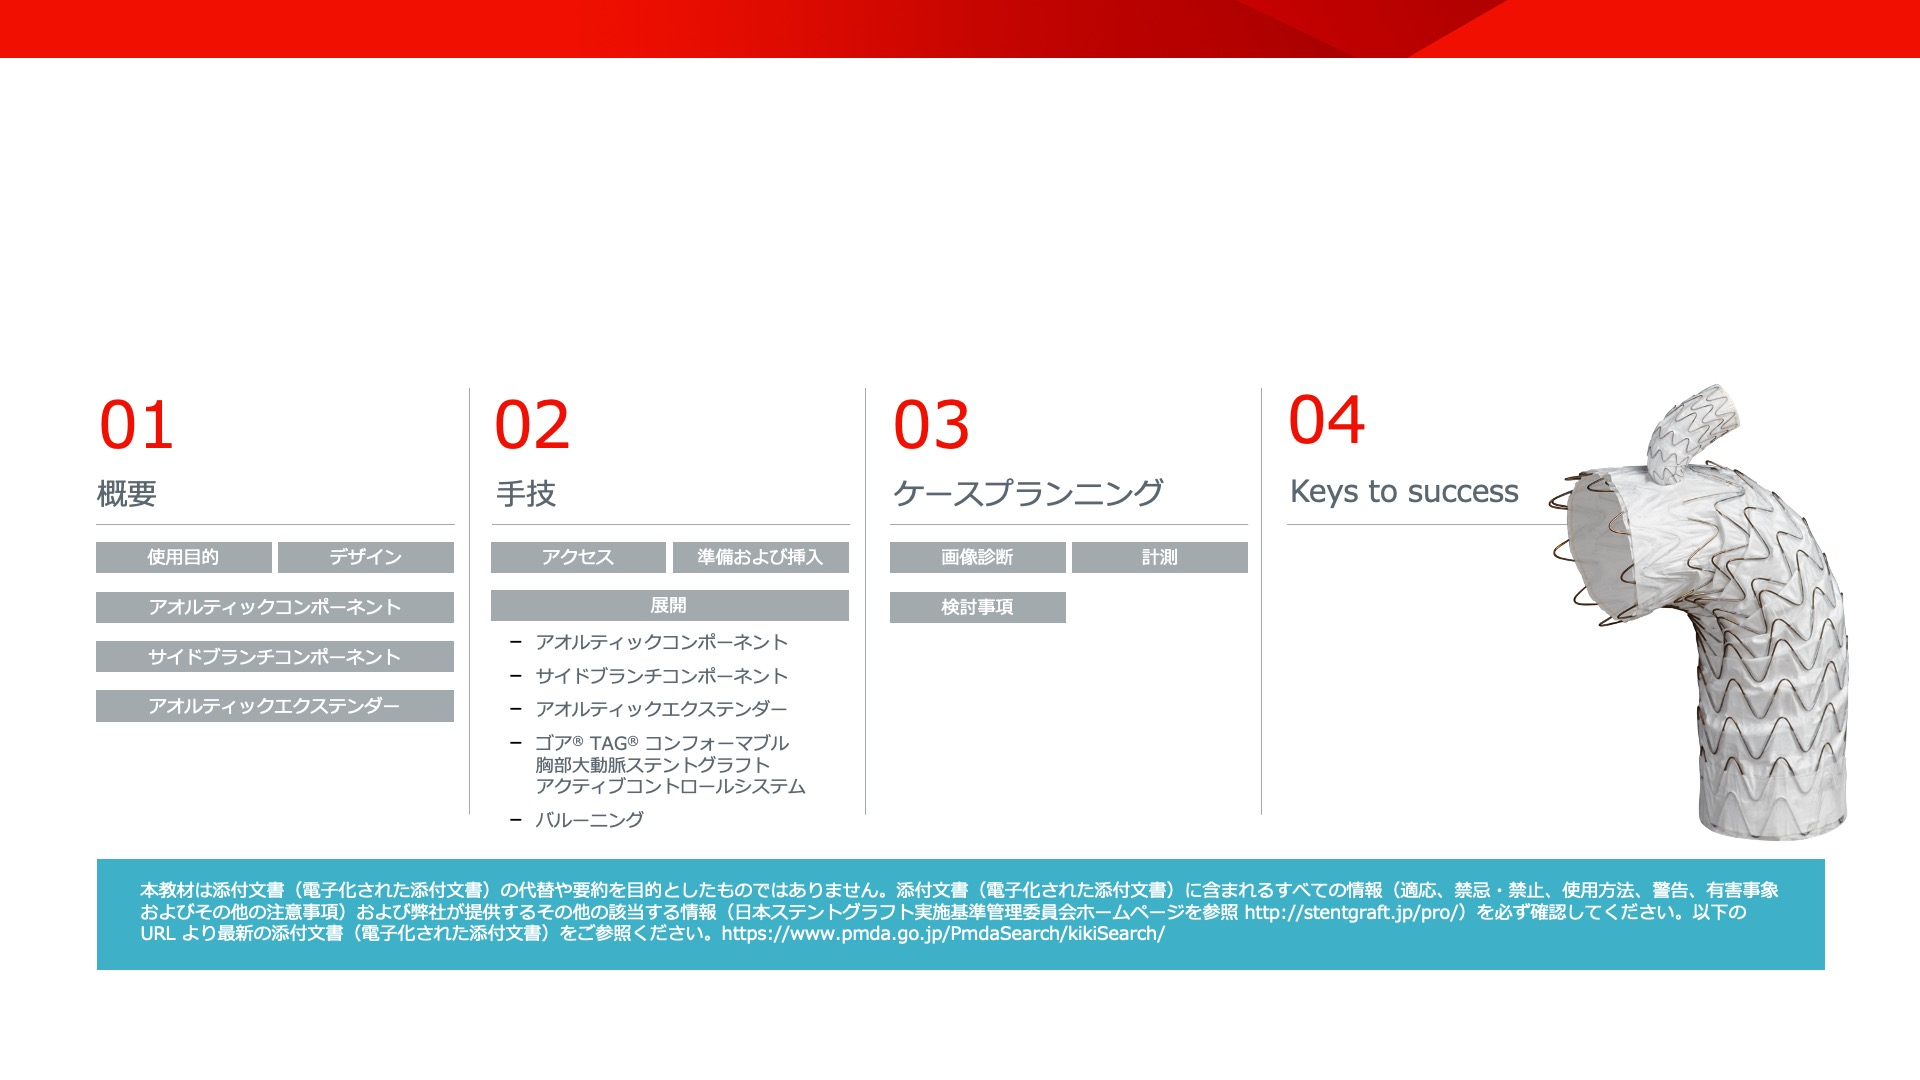 01
概要
使用目的
デザイン
アオルティックコンポーネント
サイドブランチコンポーネント
アオルティックエクステンダー
02
手技
アクセス
準備および挿入
展開
– アオルティックコンポーネント
– サイドブランチコンポーネント
– アオルティックエクステンダー
– ゴア® TAG® コンフォーマブル
胸部大動脈ステントグラフト
アクティブコントロールシステム
– バルーニング
03
ケースプランニング
画像診断
計測
検討事項
04
Keys to success
本教材は添付文書（電子化された添付文書）の代替や要約を目的としたものではありません。添付文書（電子化された添付文書）に含まれるすべての情報（適応、禁忌・禁止、使用方法、警告、有害事象
およびその他の注意事項）および弊社が提供するその他の該当する情報（日本ステントグラフト実施基準管理委員会ホームページを参照 http://stentgraft.jp/pro/）を必ず確認してください。以下の
URL より最新の添付文書（電子化された添付文書）をご参照ください。https://www.pmda.go.jp/PmdaSearch/kikiSearch/